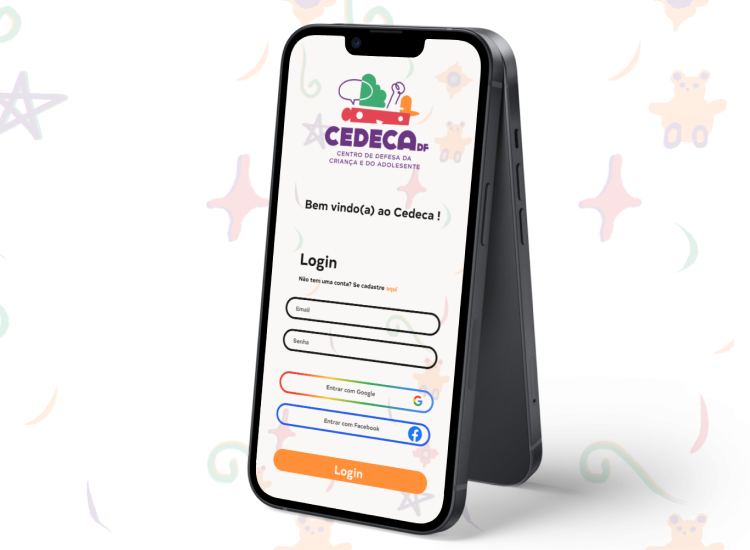 CEDECA DF
CENTRO DE DEFESA DA
CRIANÇA E DO ADOLESENTE
Bem vindo(a) ao Cedeca !
Login
Não tem uma conta? Se cadastre aqui
Email
Senha
Entrar com Google
Entrar com Facebook
Login